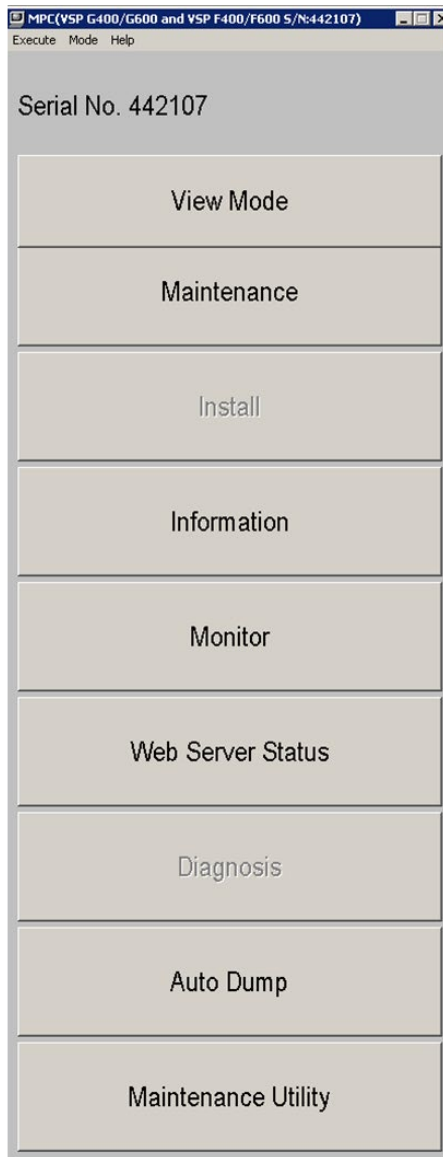 MPC(VSP G400/G600 and VSP F400/F600 S/N:442107)
Execute Mode Help
Serial No. 442107
View Mode
Maintenance
Install
Information
Monitor
Web Server Status
Diagnosis
Auto Dump
Maintenance Utility